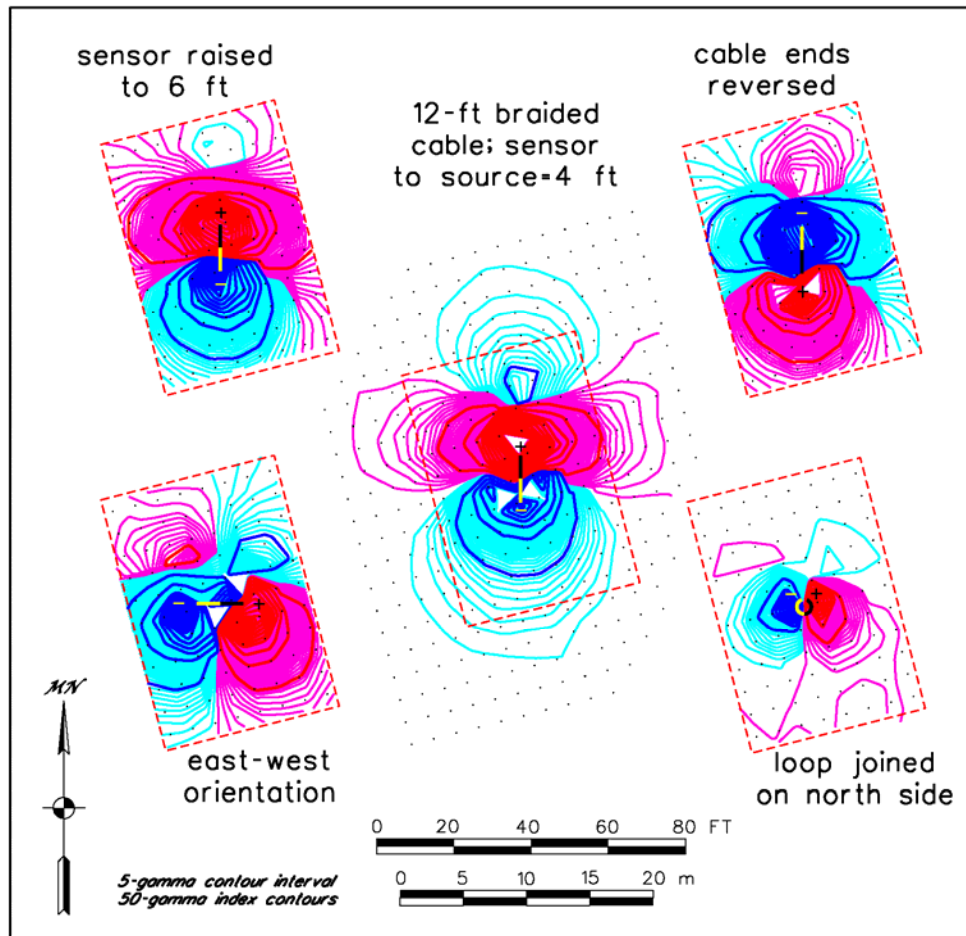 sensor raised
to 6 ft
12-ft braided
cable; sensor
to source=4 ft
cable ends
reversed
+
−
+
−
−
+
−
+
−
+
MN
east-west
orientation
loop joined
on north side
0 20 40 60 80 FT
0 5 10 15 20 m
5-gamma contour interval
50-gamma index contours